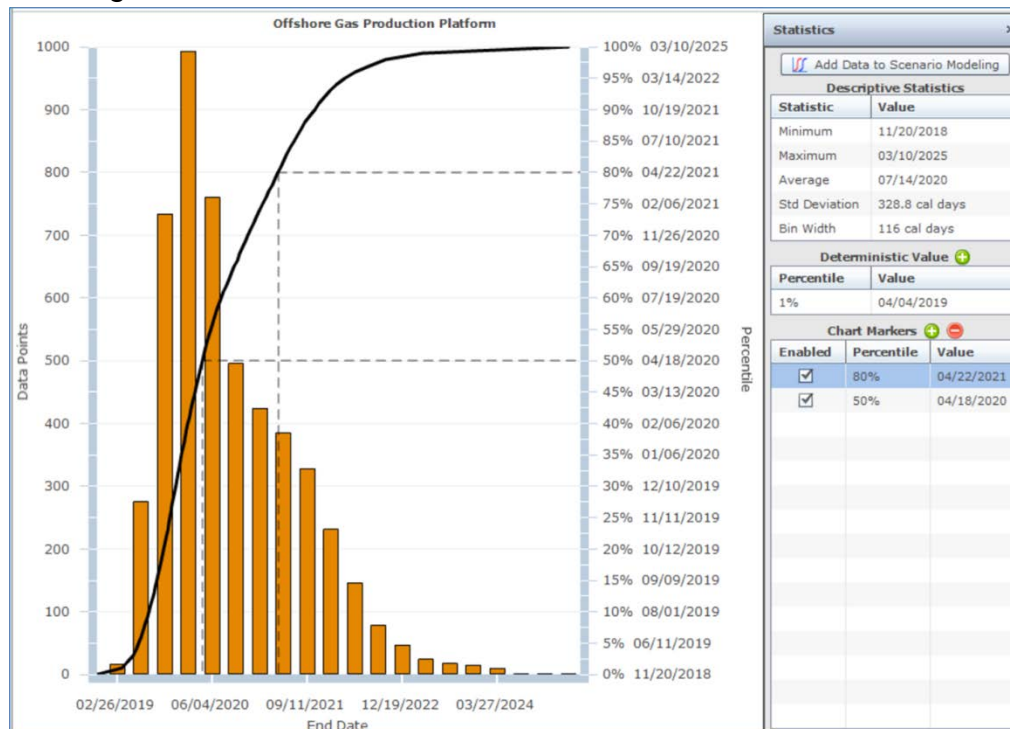 Offshore Gas Production Platform
1000
900
800
700
600
500
400
300
200
100
0
Data Points
02/26/2019 06/04/2020 09/11/2021 12/19/2022 03/27/2024
End Date
100% 03/10/2025
95% 03/14/2022
90% 10/19/2021
85% 07/10/2021
80% 04/22/2021
75% 02/06/2021
70% 11/26/2020
65% 09/19/2020
60% 07/19/2020
55% 05/29/2020
50% 04/18/2020
45% 03/13/2020
40% 02/06/2020
35% 01/06/2020
30% 12/10/2019
25% 11/11/2019
20% 10/12/2019
15% 09/09/2019
10% 08/01/2019
5% 06/11/2019
0% 11/20/2018
Percentile
Statistics
Add Data to Scenario Modeling
Descriptive Statistics
Statistic Value
Minimum 11/20/2018
Maximum 03/10/2025
Average 07/14/2020
Std Deviation 328.8 cal days
Bin Width 116 cal days
Deterministic Value
Percentile Value
1% 04/04/2019
Chart Markers
Enabled Percentile Value
80% 04/22/2021
50% 04/18/2020